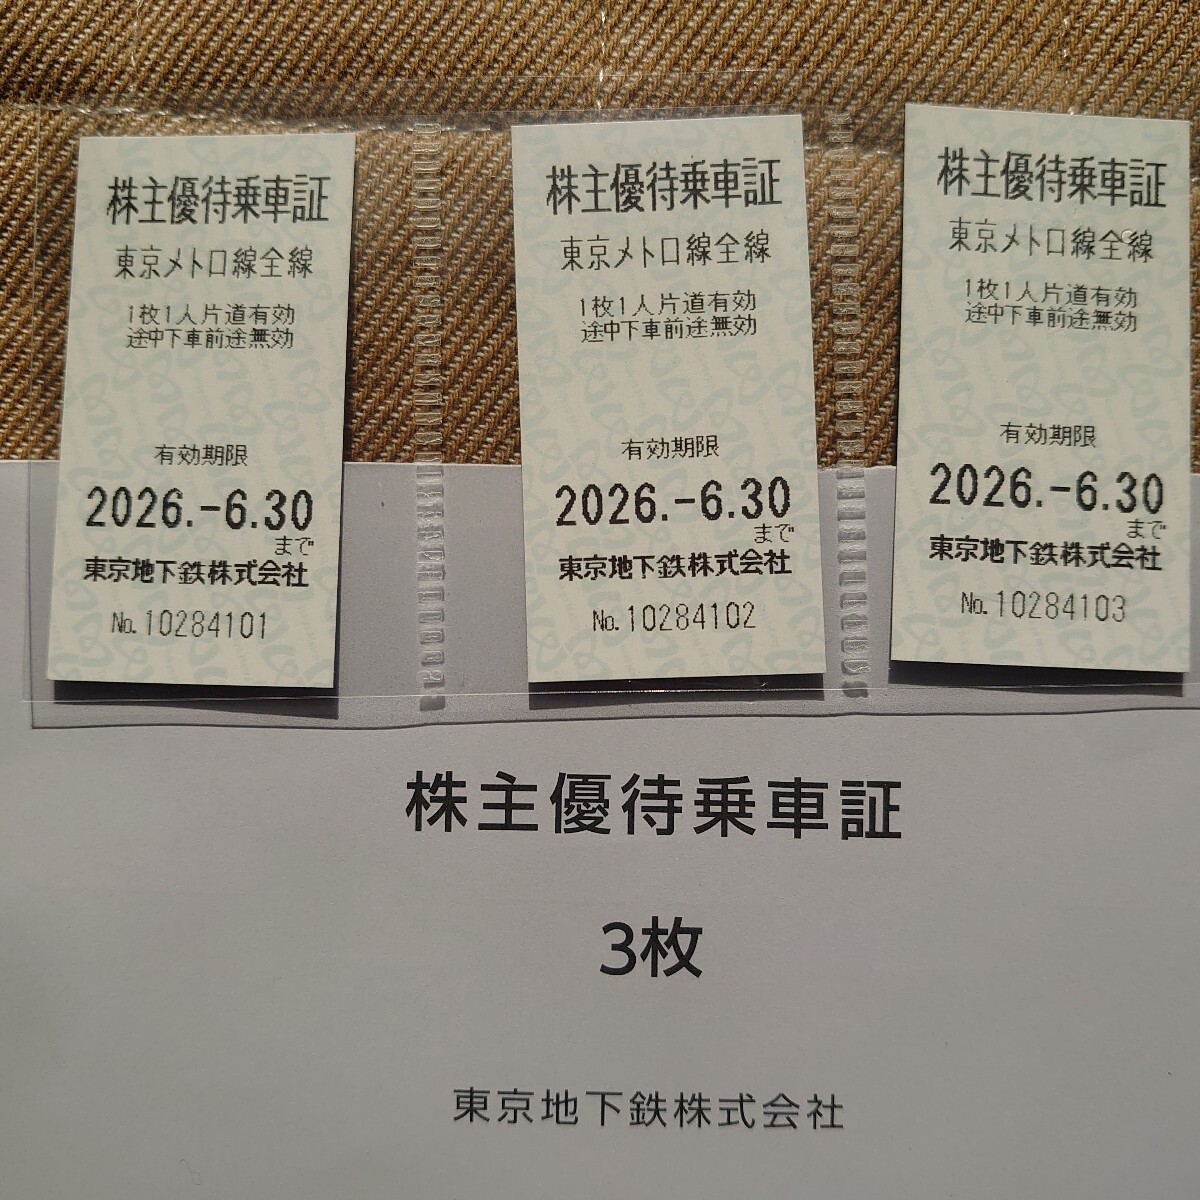 株主優待乗車証
東京メトロ線全線
1枚1人片道有効
途中下車前途無効
有効期限
2026.-6.30
まで
東京地下鉄株式会社
No.10284101
株主優待乗車証
東京メトロ線全線
1枚1人片道有効
途中下車前途無効
有効期限
2026.-6.30
まで
東京地下鉄株式会社
No.10284102
株主優待乗車証
東京メトロ線全線
1枚1人片道有効
途中下車前途無効
有効期限
2026.-6.30
まで
東京地下鉄株式会社
No.10284103
株主優待乗車証
3枚
東京地下鉄株式会社